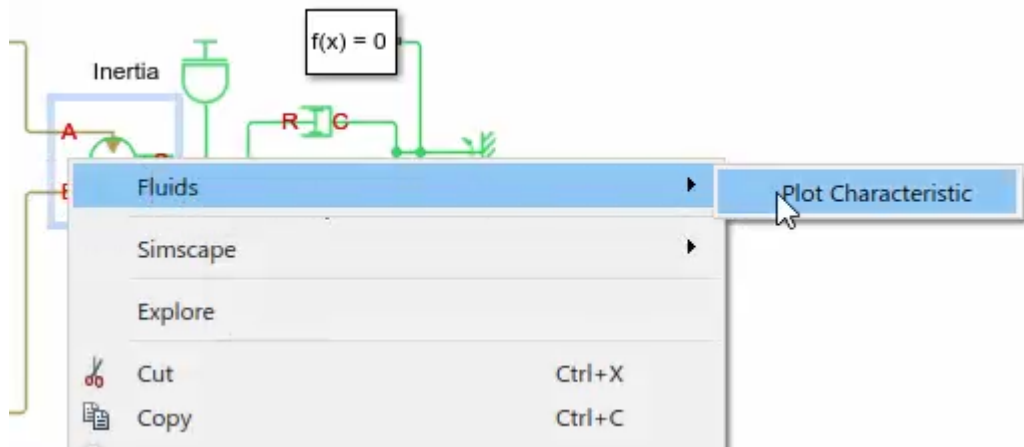 f(x) = 0
Inertia
R C
A
Fluids
Plot Characteristic
Simscape
Explore
Cut Ctrl+X
Copy Ctrl+C